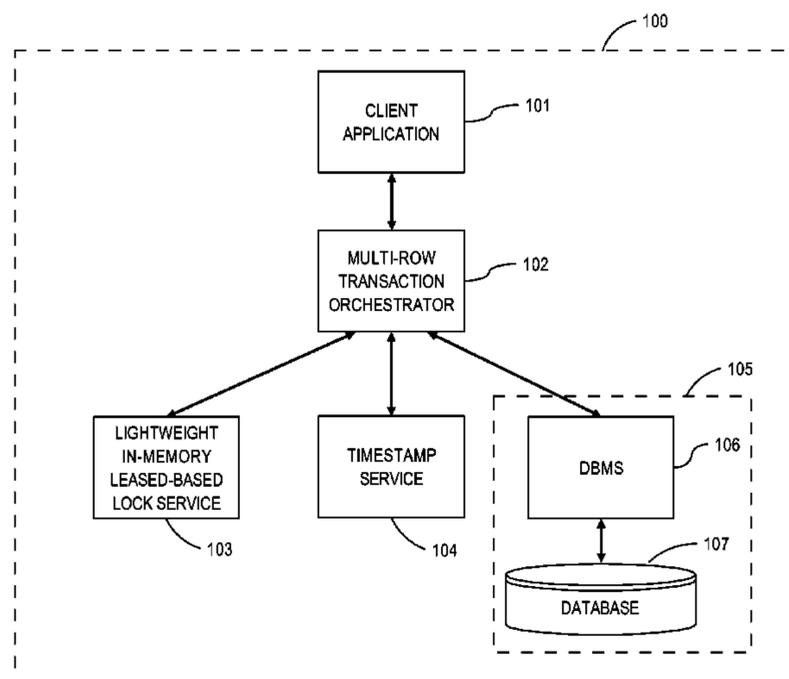 100
CLIENT
APPLICATION
101
MULTI-ROW
TRANSACTION
ORCHESTRATOR
102
105
LIGHTWEIGHT
IN-MEMORY
LEASED-BASED
LOCK SERVICE
103
TIMESTAMP
SERVICE
104
DBMS
106
107
DATABASE